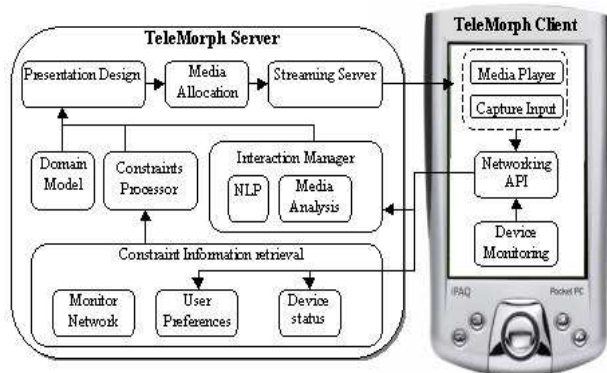 TeleMorph Server
TeleMorph Client
Presentation Design
Media
Allocation
Streaming Server
Media Player
Capture Input
Domain
Model
Constraints
Processor
Interaction Manager
NLP
Media
Analysis
Networking
API
Device
Monitoring
Constraint Information retrieval
Monitor
Network
User
Preferences
Device
status
iPAQ
Pocket PC